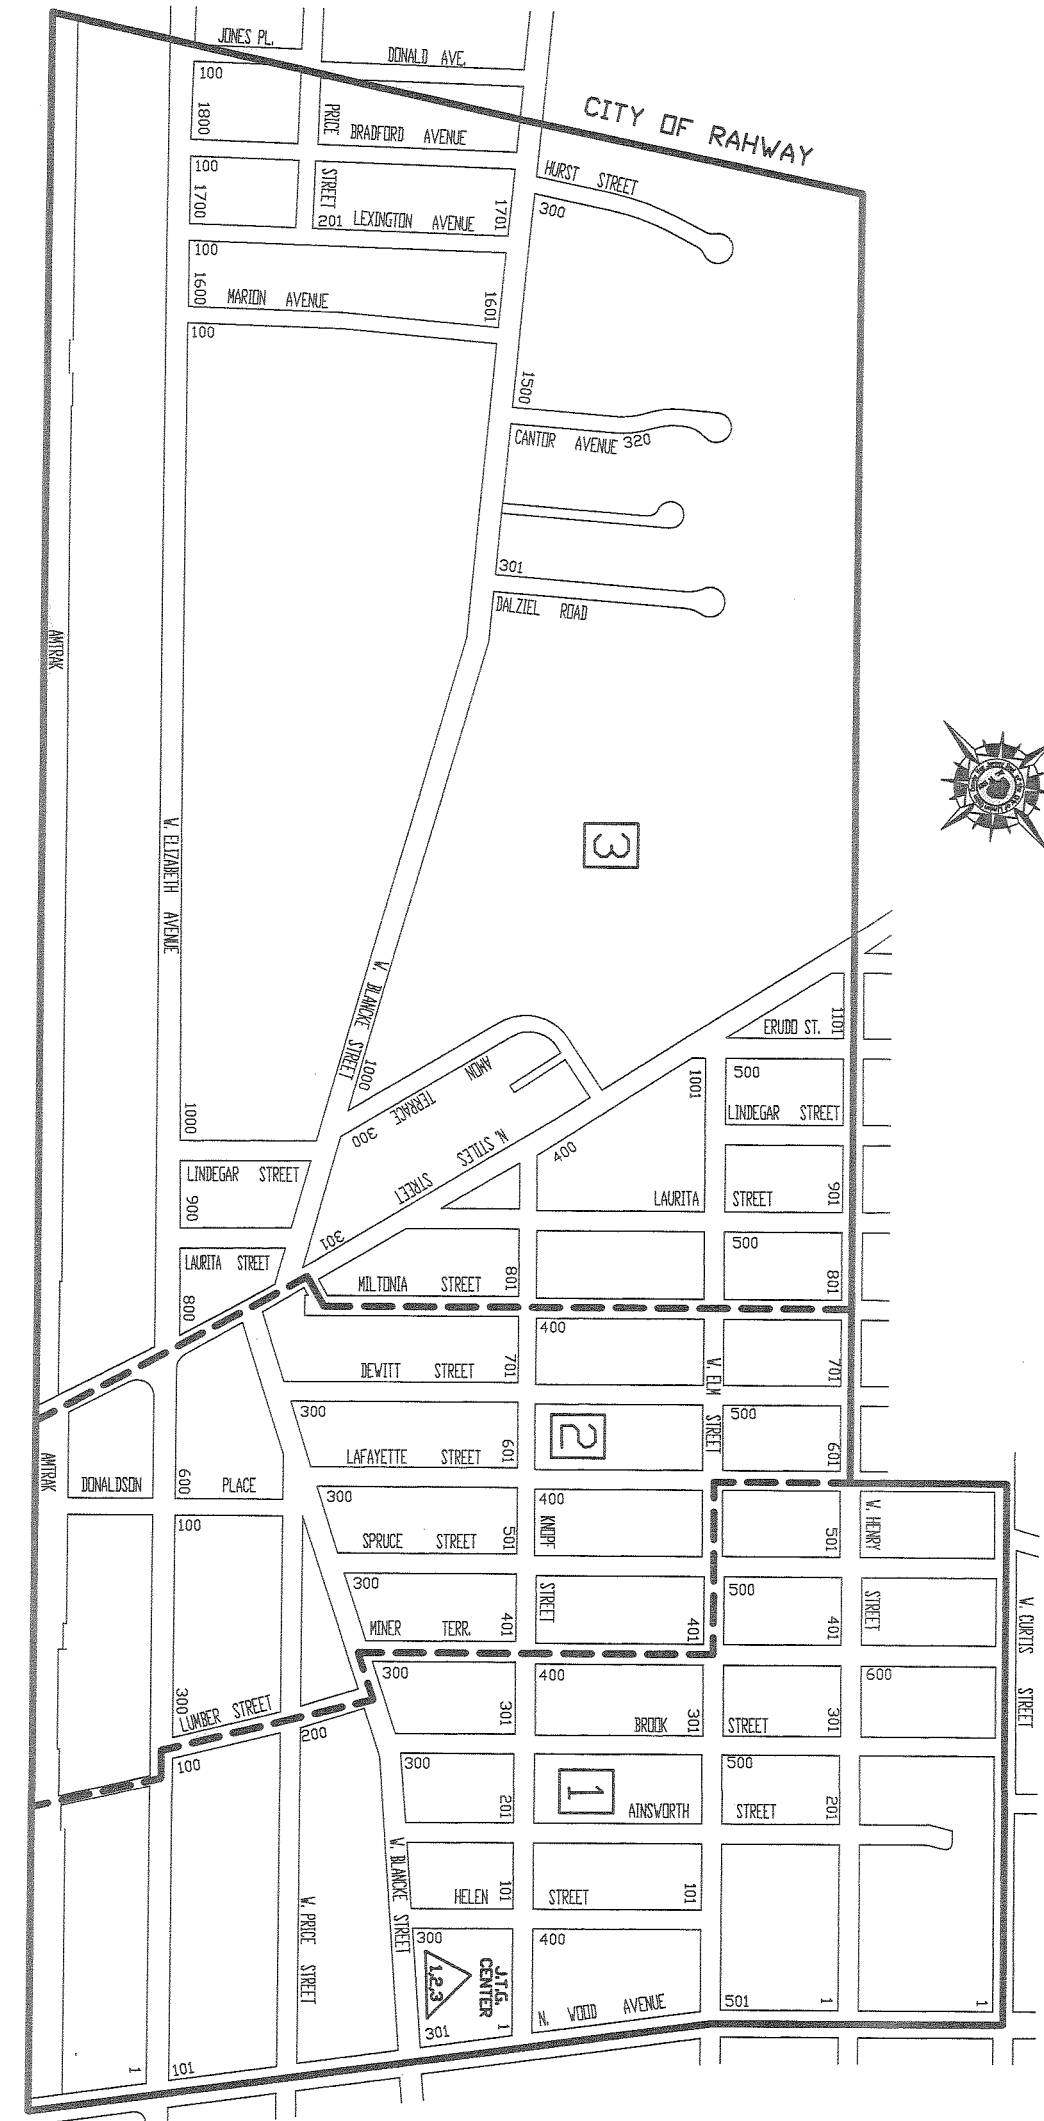 JONES PL.
DONALD AVE.
100
1800
PRICE
BRADFORD AVENUE
CITY OF RAHWAY
100
1700
STREET
201 LEXINGTON AVENUE
1701
HURST STREET
300
100
1600
MARION AVENUE
1601
100
1500
CANTOR AVENUE 320
301
DALZIEL ROAD
AMTRAK
W. ELIZABETH AVENUE
3
W. BLANCKE STREET
1000
AMON TERRACE
300
N. STILES STREET
400
301
ERUDO ST.
1101
1001
500
LINDEGAR STREET
1000
LINDEGAR STREET
900
LAURITA STREET
901
LAURITA STREET
800
MILTONIA STREET
801
500
801
400
DEWITT STREET
701
W. ELM STREET
701
300
2
500
LAFAYETTE STREET
601
601
AMTRAK
DONALDSON PLACE
600
100
300
SPRUCE STREET
501
400
KNOPF STREET
501
W. HENRY STREET
300
MINER TERR.
401
401
500
401
W. CURTIS STREET
300
LUMBER STREET
200
300
301
400
BROOK STREET
301
301
600
100
300
201
1
AINSWORTH STREET
500
201
W. BLANCKE STREET
HELEN STREET
101
101
W. PRICE STREET
300
J.T.G.
CENTER
1,2,3
301
1
400
N. WOOD AVENUE
501
1
1
1
101